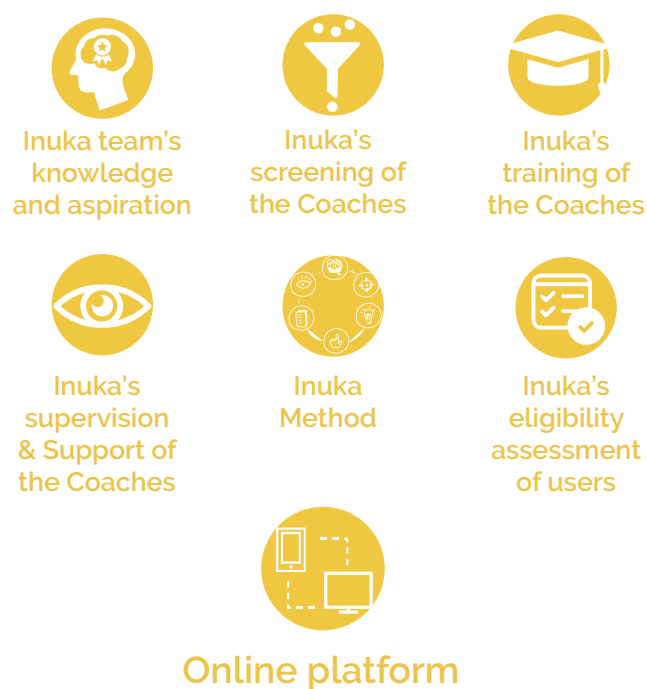 Inuka team's
knowledge
and aspiration
Inuka's
screening of
the Coaches
Inuka's
training of
the Coaches
Inuka's
supervision
& Support of
the Coaches
Inuka
Method
Inuka's
eligibility
assessment
of users
Online platform